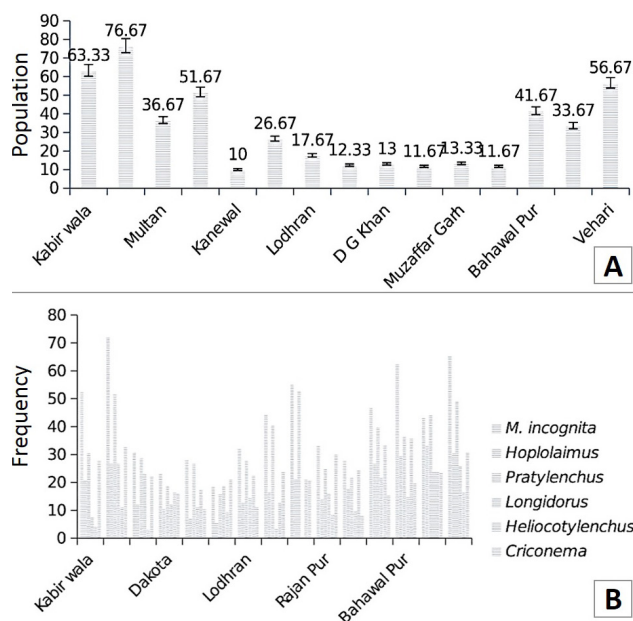 90
80
70
60
50
40
30
20
10
0
Population
63.33
76.67
36.67
51.67
10
26.67
17.67
12.33
13
11.67
13.33
11.67
41.67
33.67
56.67
Kabir wala
Multan
Kanewal
Lodhran
D G Khan
Muzaffar Garh
Bahawal Pur
Vehari
A
80
70
60
50
40
30
20
10
0
Frequency
Kabir wala
Dakota
Lodhran
Rajan Pur
Bahawal Pur
M. incognita
Hoplolaimus
Pratylenchus
Longidorus
Heliocotylenchus
Criconema
B